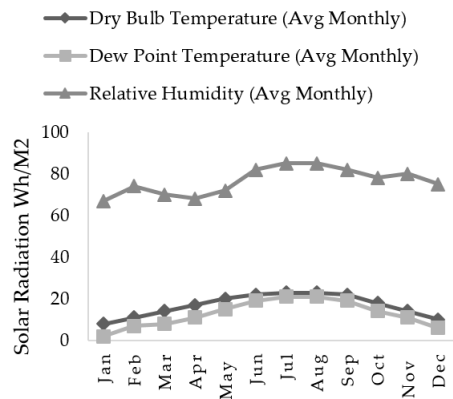 Dry Bulb Temperature (Avg Monthly)
Dew Point Temperature (Avg Monthly)
Relative Humidity (Avg Monthly)
Solar Radiation Wh/M2
100
80
60
40
20
0
Jan
Feb
Mar
Apr
May
Jun
Jul
Aug
Sep
Oct
Nov
Dec